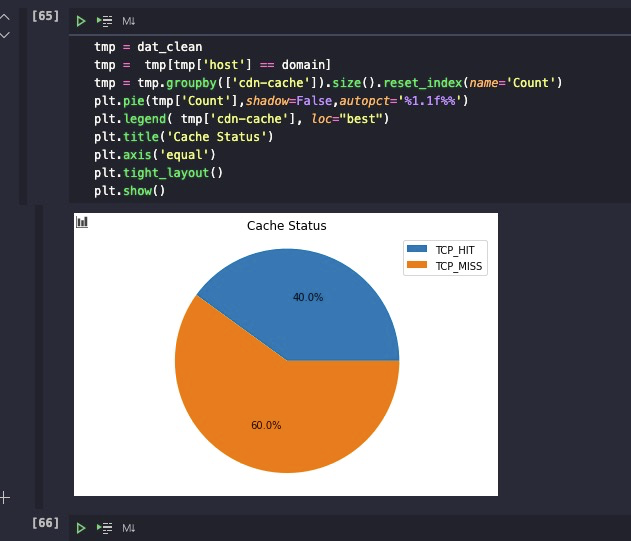 [65]
M↓
tmp = dat_clean
tmp =  tmp[tmp['host'] == domain]
tmp = tmp.groupby(['cdn-cache']).size().reset_index(name='Count')
plt.pie(tmp['Count'],shadow=False,autopct='%1.1f%%')
plt.legend( tmp['cdn-cache'], loc="best")
plt.title('Cache Status')
plt.axis('equal')
plt.tight_layout()
plt.show()
Cache Status
TCP_HIT
TCP_MISS
40.0%
60.0%
[66]
M↓